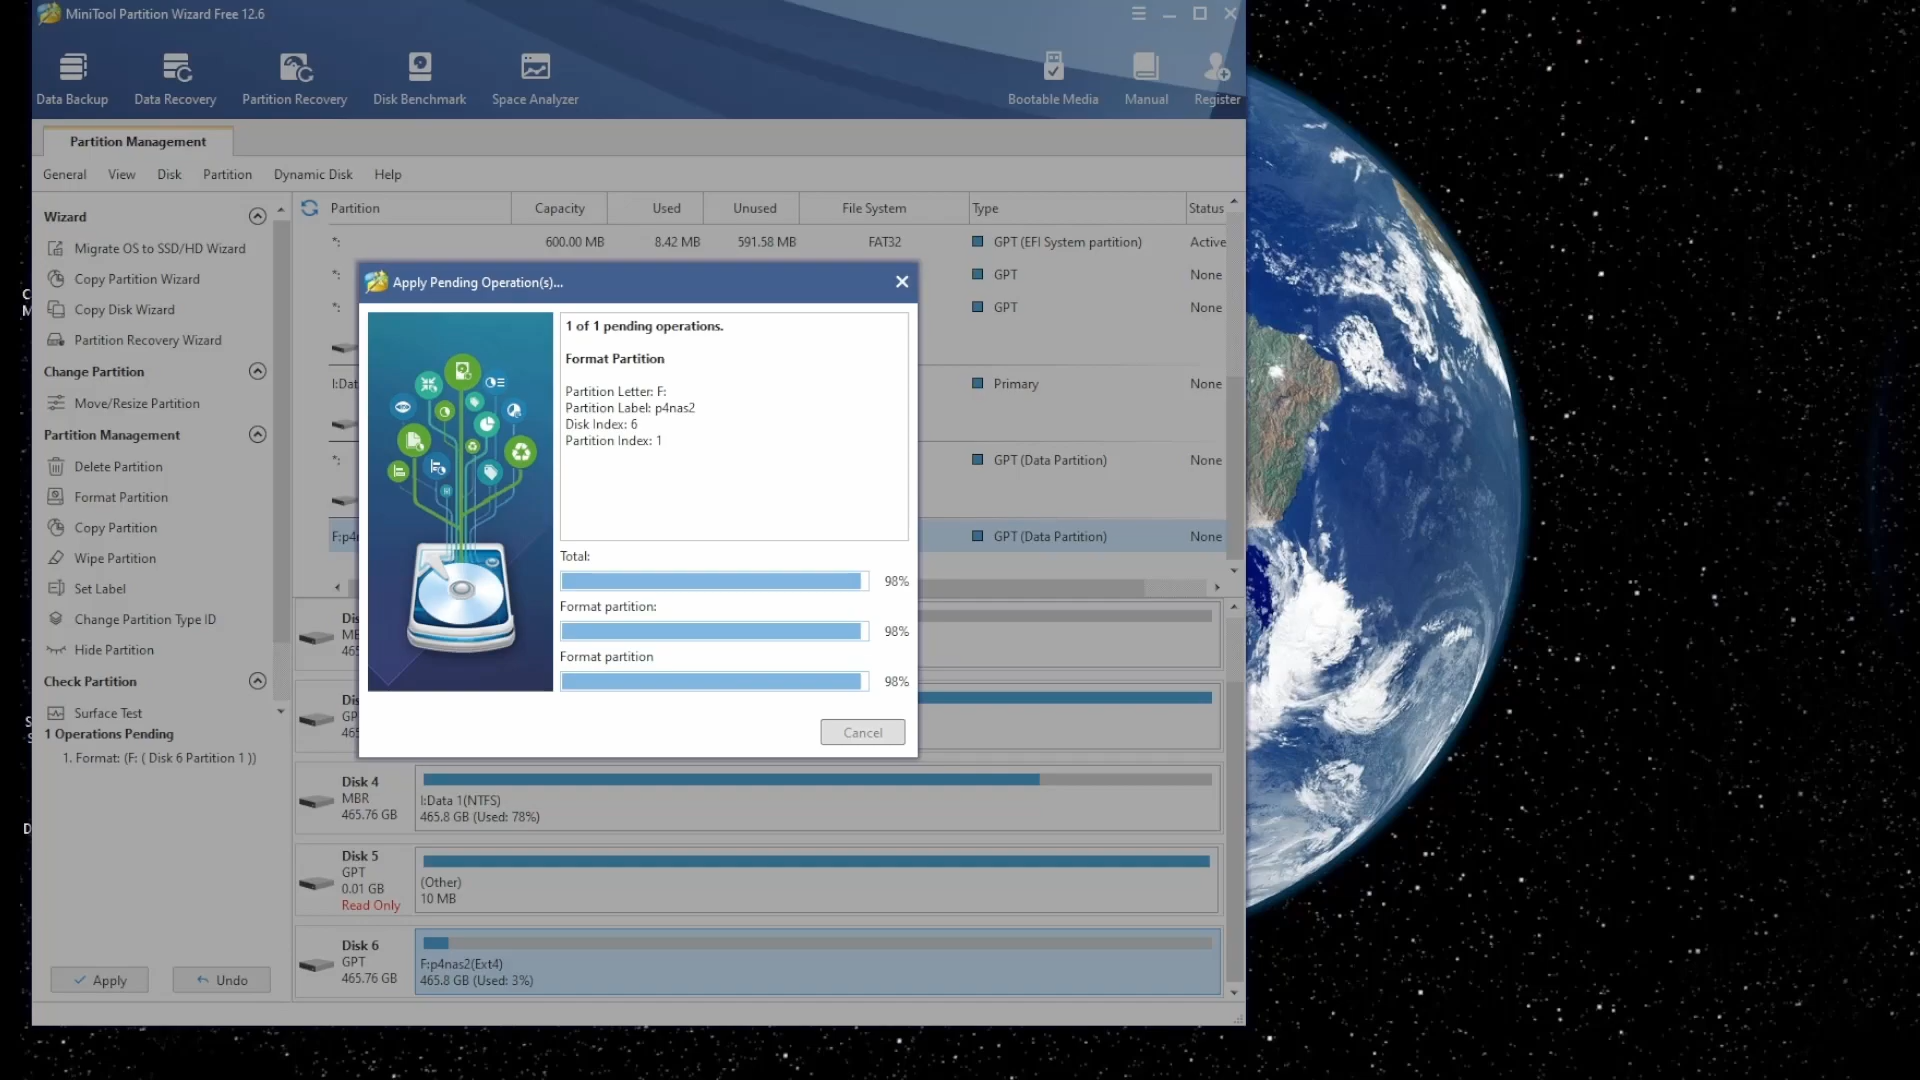 MiniTool Partition Wizard Free 12.6
Data Backup
Data Recovery
Partition Recovery
Disk Benchmark
Space Analyzer
Bootable Media
Manual
Register
Partition Management
General
View
Disk
Partition
Dynamic Disk
Help
Wizard
Migrate OS to SSD/HD Wizard
Copy Partition Wizard
Copy Disk Wizard
Partition Recovery Wizard
Change Partition
Move/Resize Partition
Partition Management
Delete Partition
Format Partition
Copy Partition
Wipe Partition
Set Label
Change Partition Type ID
Hide Partition
Check Partition
Surface Test
1 Operations Pending
1. Format: (F: ( Disk 6 Partition 1 ))
Apply
Undo
Partition Capacity Used Unused File System Type Status
*: 600.00 MB 8.42 MB 591.58 MB FAT32 GPT (EFI System partition) Active
*: GPT None
*: GPT None
I:Dat Primary None
*: GPT (Data Partition) None
F:p4 GPT (Data Partition) None
Apply Pending Operation(s)...
1 of 1 pending operations.
Format Partition
Partition Letter: F:
Partition Label: p4nas2
Disk Index: 6
Partition Index: 1
Total:
98%
Format partition:
98%
Format partition
98%
Cancel
Disk 4
MBR
465.76 GB
I:Data 1(NTFS)
465.8 GB (Used: 78%)
Disk 5
GPT
0.01 GB
Read Only
(Other)
10 MB
Disk 6
GPT
465.76 GB
F:p4nas2(Ext4)
465.8 GB (Used: 3%)